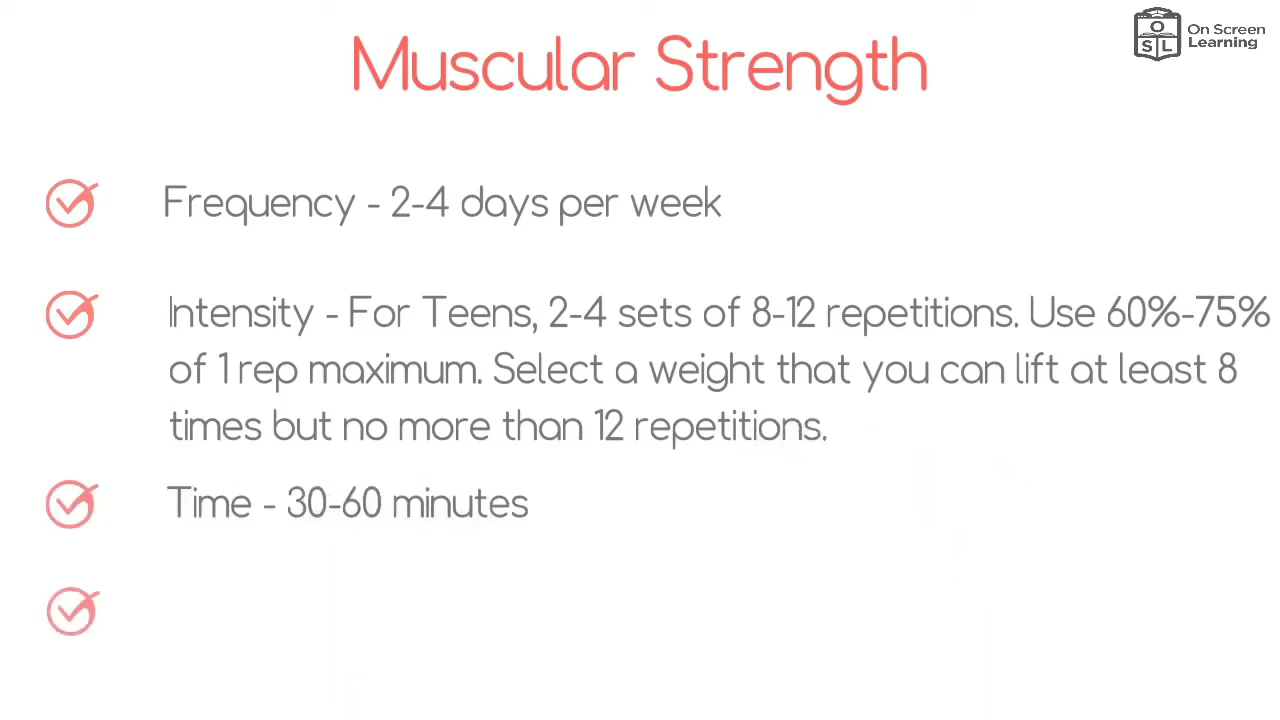 Muscular Strength
O
S L
On Screen
Learning
Frequency - 2-4 days per week
Intensity - For Teens, 2-4 sets of 8-12 repetitions. Use 60%-75%
of 1 rep maximum. Select a weight that you can lift at least 8
times but no more than 12 repetitions.
Time - 30-60 minutes